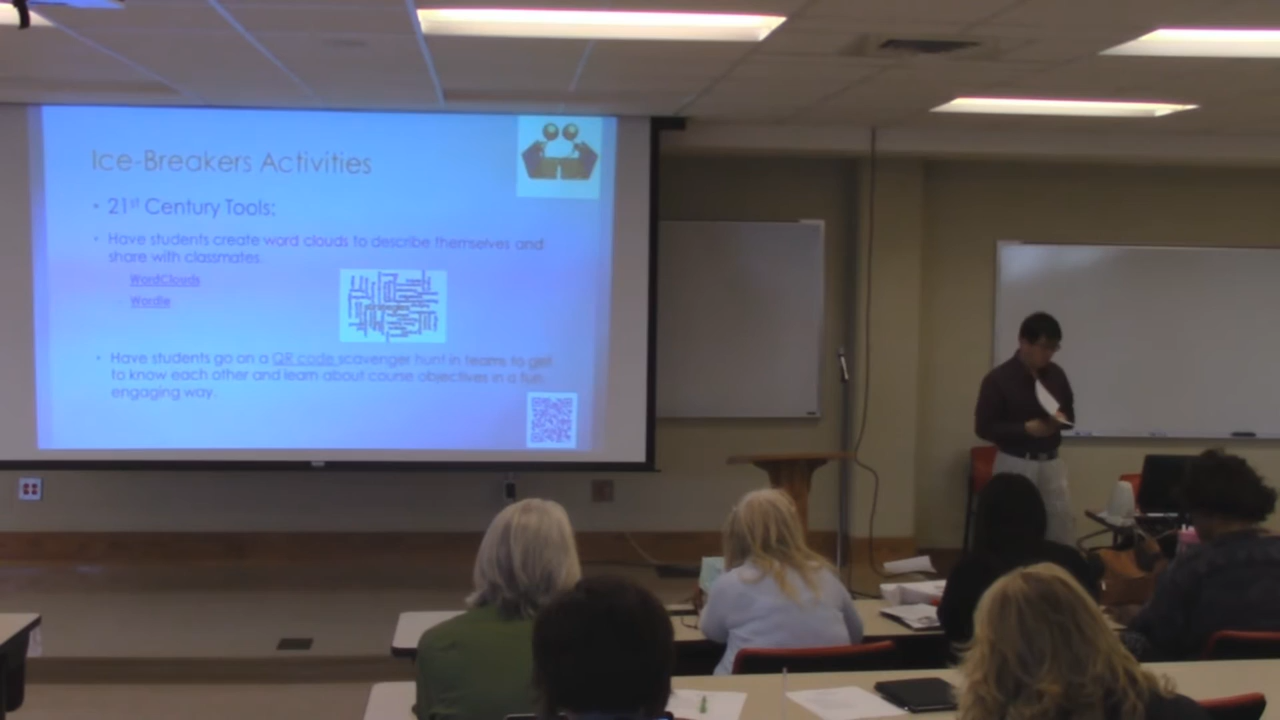 Ice-Breakers Activities
• 21st Century Tools:
• Have students create word clouds to describe themselves and
share with classmates.
WordClouds
Wordle
• Have students go on a QR code scavenger hunt in teams to get
to know each other and learn about course objectives in a fun
engaging way.